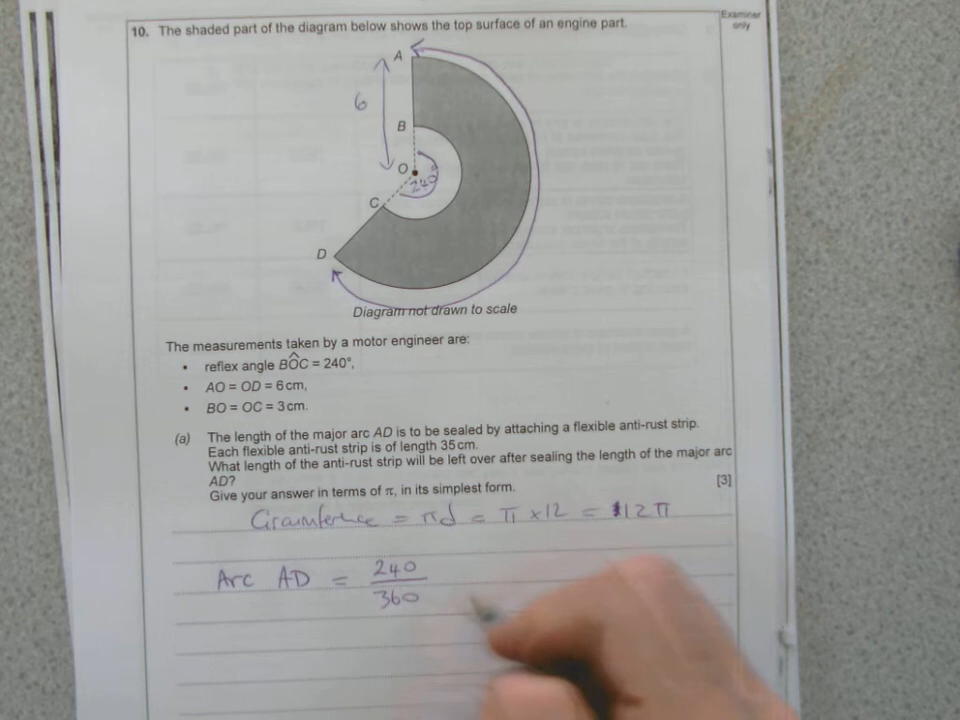 Examiner
only
10. The shaded part of the diagram below shows the top surface of an engine part.
A
6
B
O
240
C
D
Diagram not drawn to scale
The measurements taken by a motor engineer are:
• reflex angle BÔC = 240°,
• AO = OD = 6 cm,
• BO = OC = 3 cm.
(a) The length of the major arc AD is to be sealed by attaching a flexible anti-rust strip.
Each flexible anti-rust strip is of length 35 cm.
What length of the anti-rust strip will be left over after sealing the length of the major arc
AD?
Give your answer in terms of π, in its simplest form. [3]
Circumference = πd = π × 12 = 12π
Arc AD = 240
360